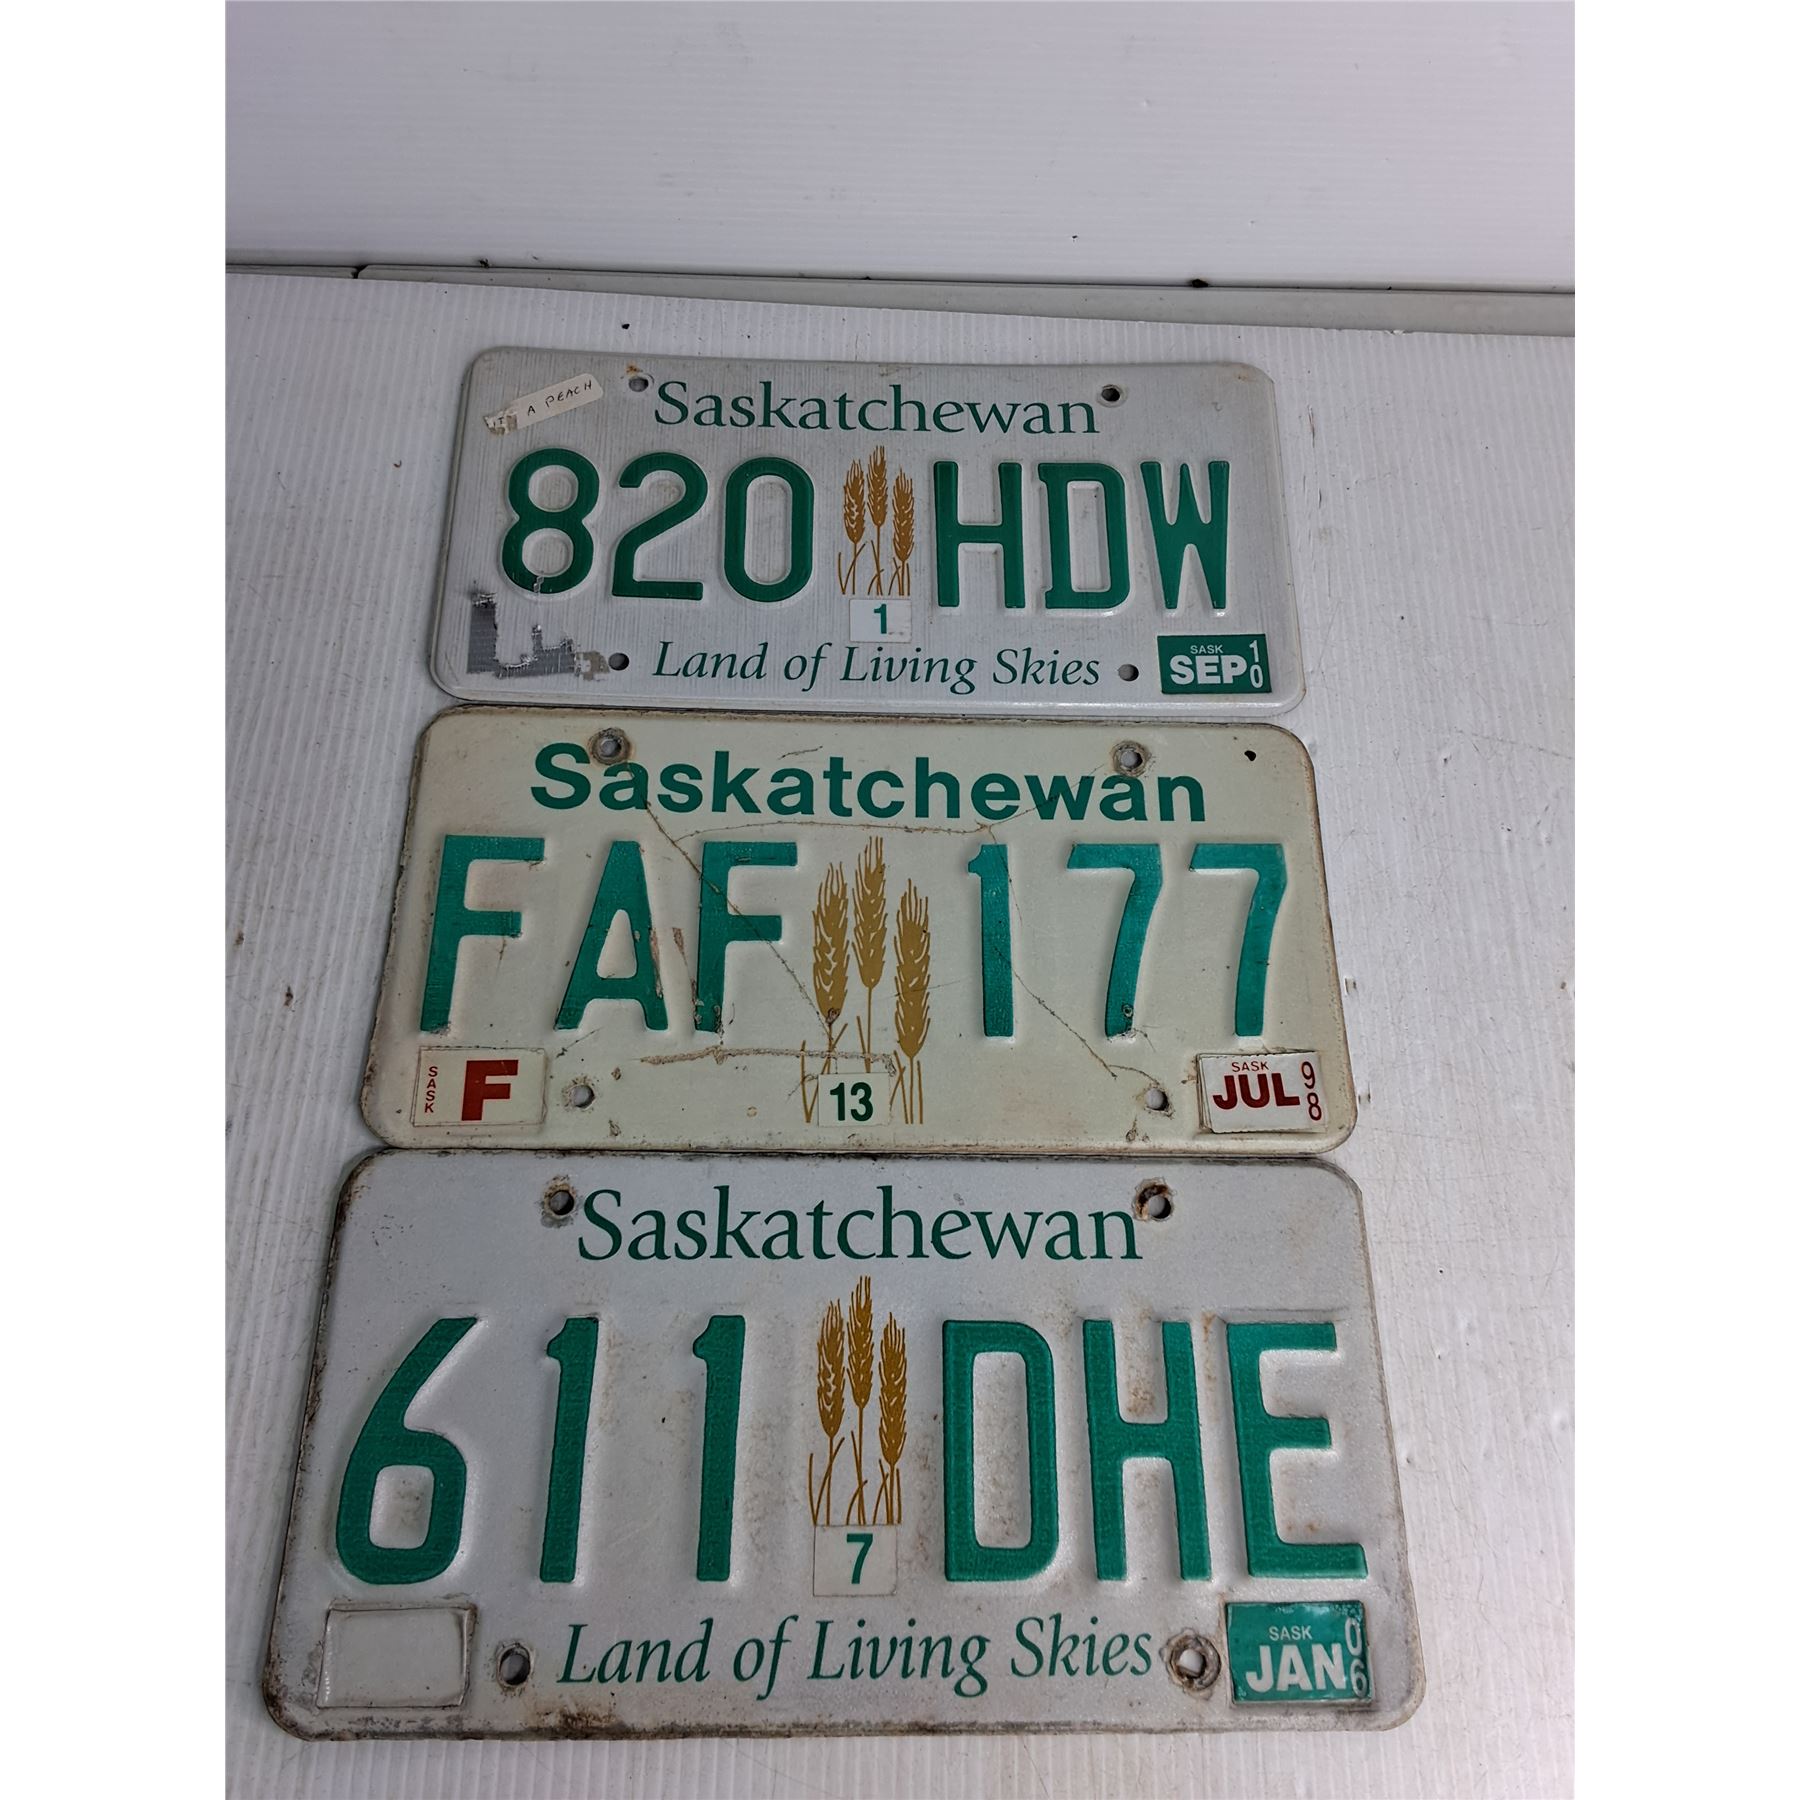 IT'S A PEACH
Saskatchewan
820 HDW
1
Land of Living Skies
SASK
SEP 10
Saskatchewan
FAF 177
SASK F
13
SASK
JUL 98
Saskatchewan
611 DHE
7
Land of Living Skies
SASK
JAN 06